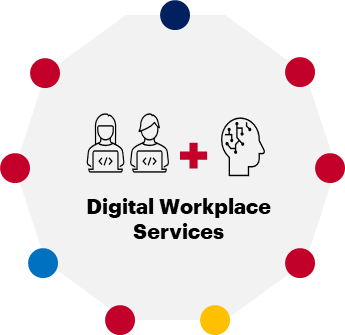 </>
</>
Digital Workplace
Services